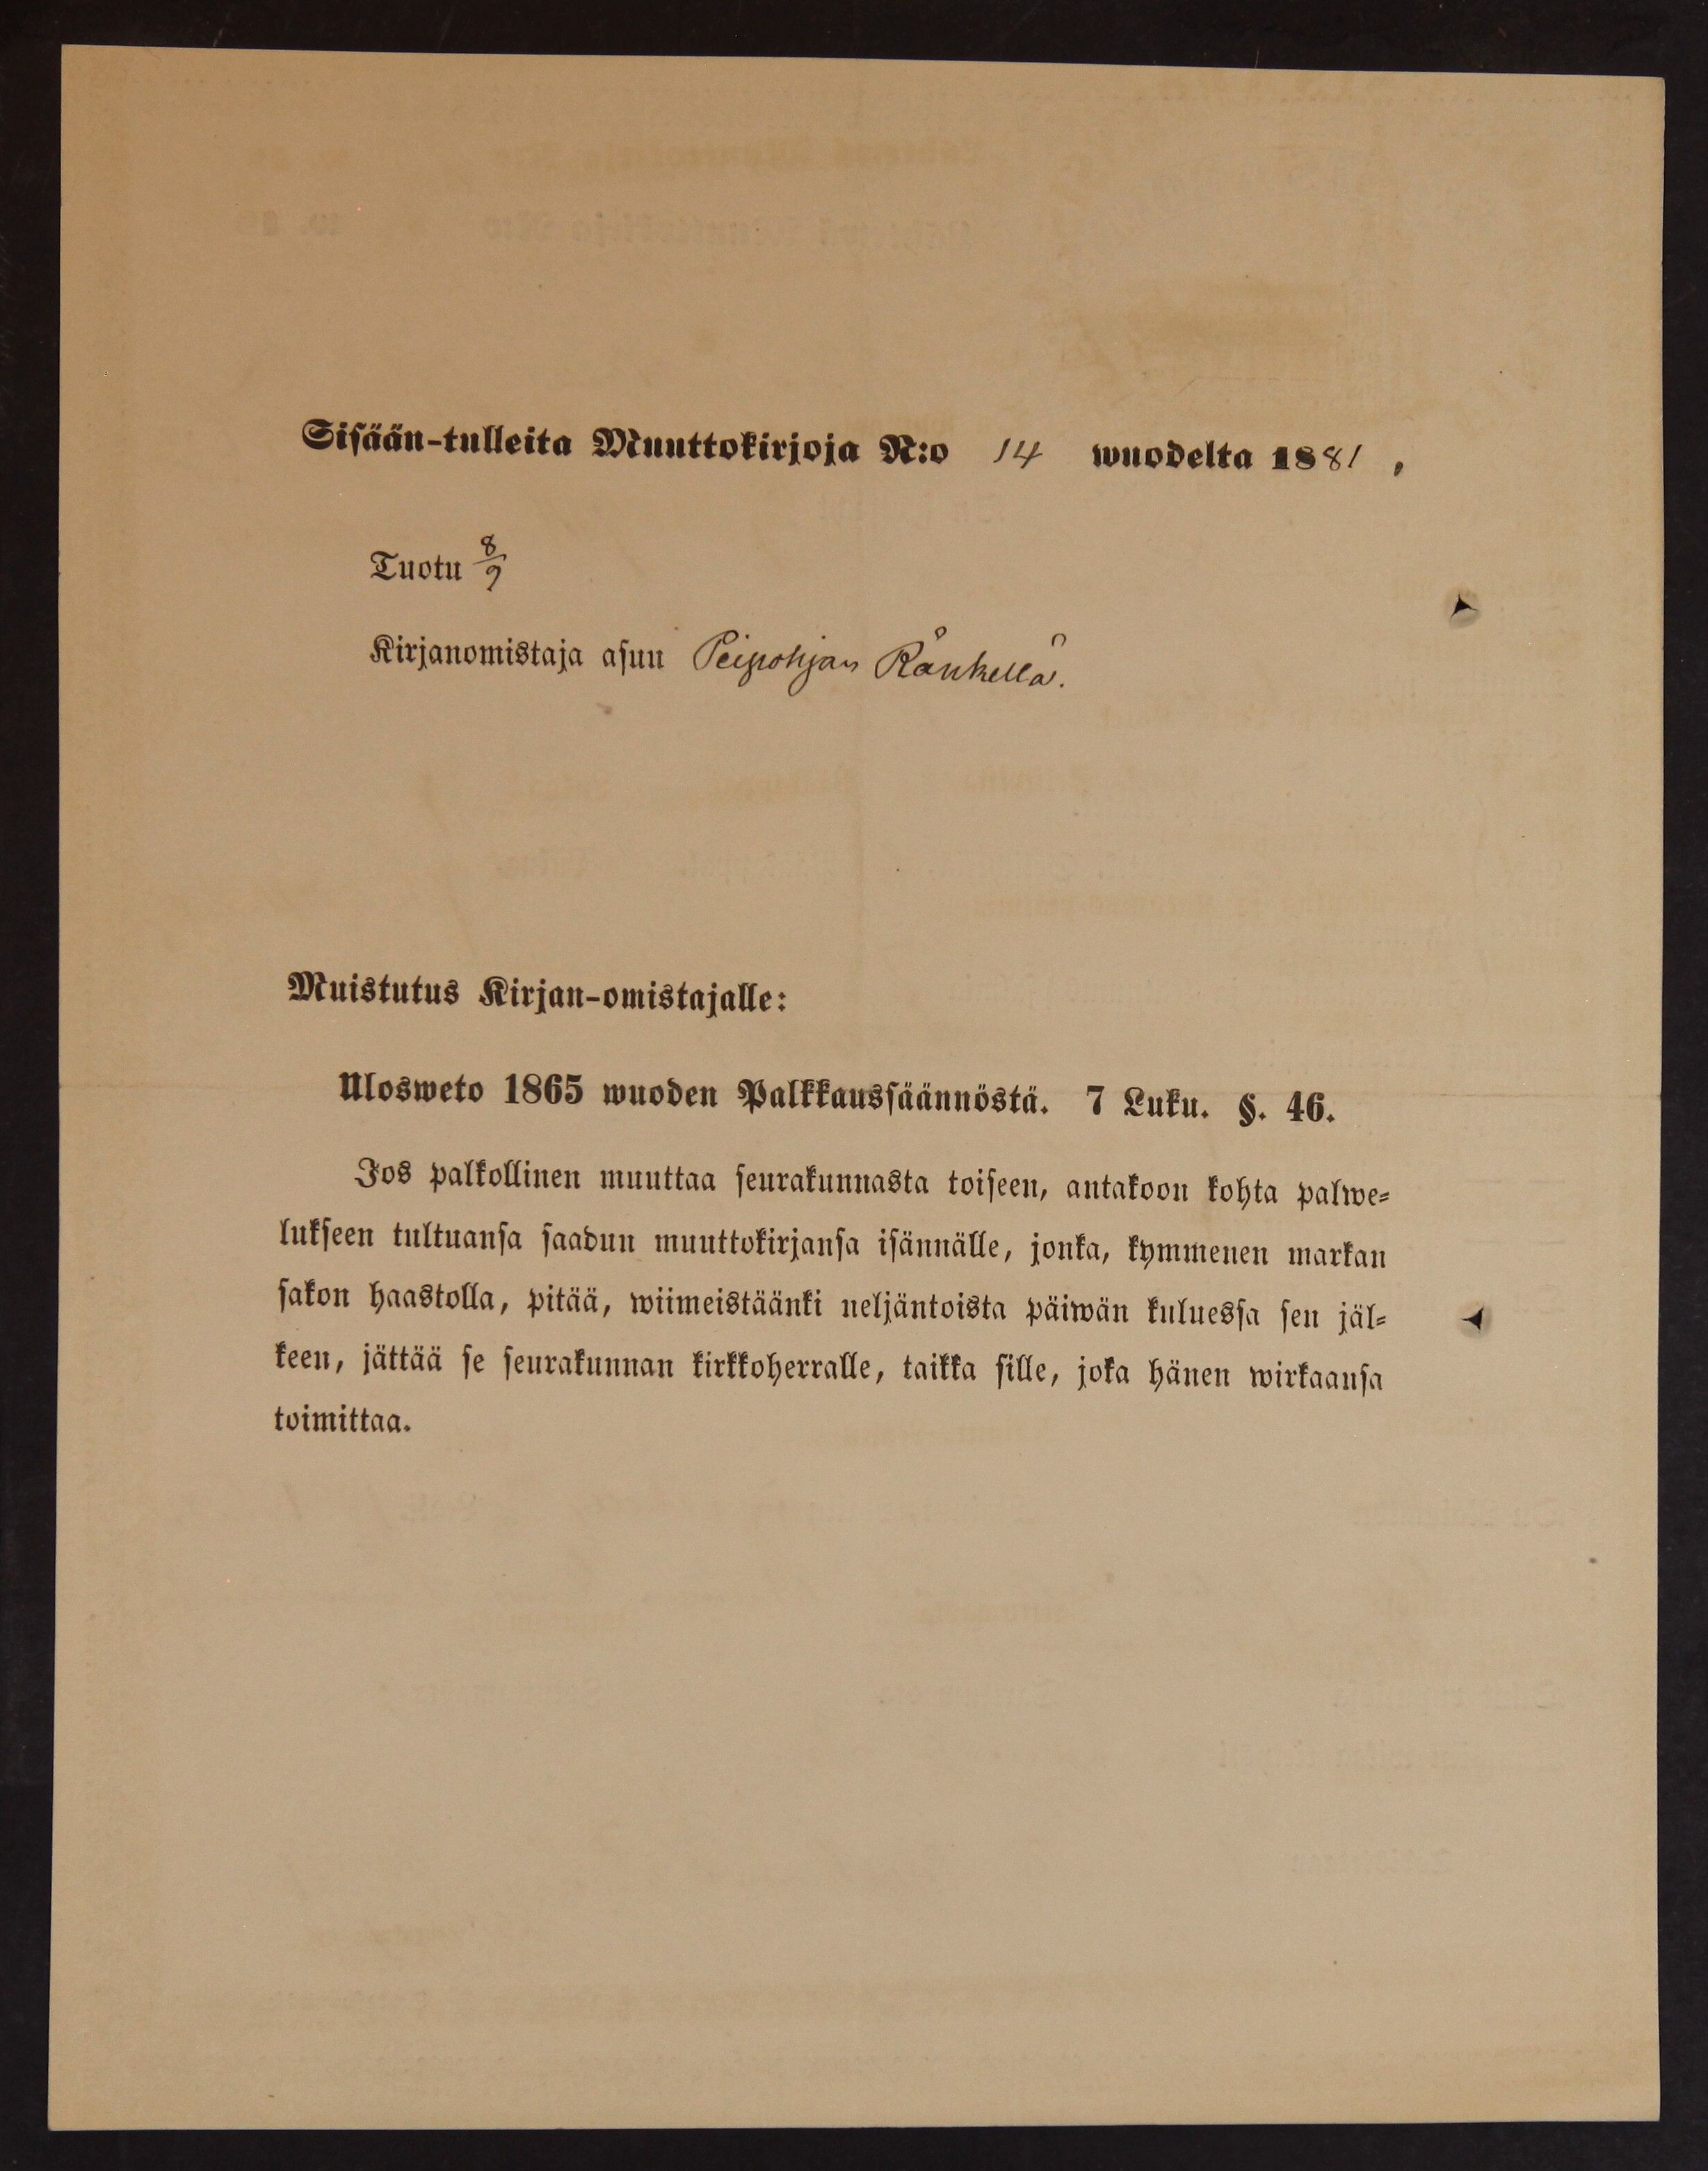 Sisään-tulleita Muuttokirjoja N:o 14 wuodelta 1881,
Tuotu 8/9
Kirjanomistaja asuu Peipohjan Ränkellä.
Muistutus Kirjan-omistajalle:
Ulosweto 1865 wuoden Palkkaussäännöstä. 7 Luku. §. 46.
Jos palkollinen muuttaa seurakunnasta toiseen, antakoon kohta palwe-
lukseen tultuansa saadun muuttokirjansa isännälle, jonka, kymmenen markan
sakon haastolla, pitää, wiimeistäänki neljäntoista päiwän kuluessa sen jäl-
keen, jättää se seurakunnan kirkkoherralle, taikka sille, joka hänen wirkaansa
toimittaa.